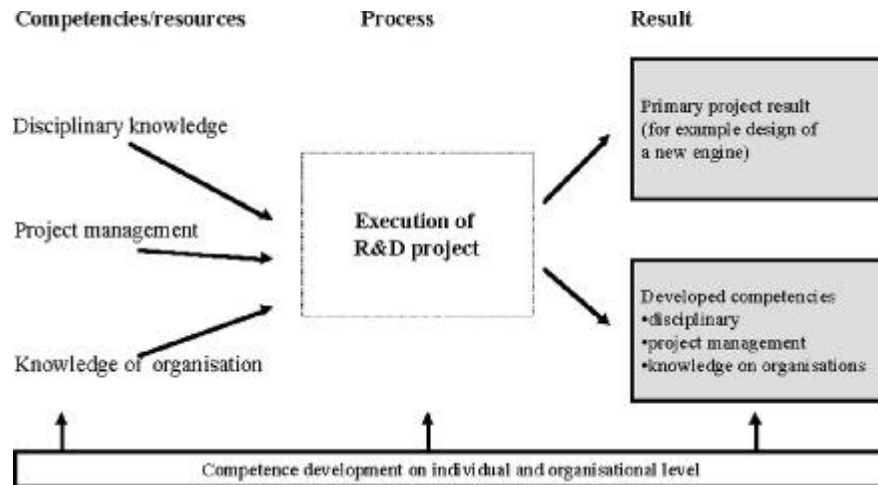 Competencies/resources
Process
Result
Disciplinary knowledge
Project management
Knowledge of organisation
Execution of
R&D project
Primary project result
(for example design of
a new engine)
Developed competencies
•disciplinary
•project management
•knowledge on organisations
Competence development on individual and organisational level